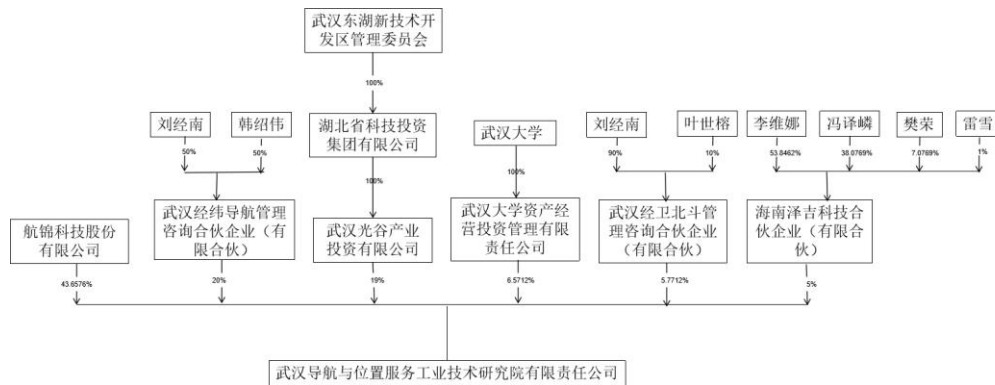 武汉东湖新技术开
发区管理委员会
100%
刘经南
韩绍伟
湖北省科技投资
集团有限公司
武汉大学
刘经南
叶世榕
李维娜
冯译嶙
樊荣
雷雪
50%
50%
100%
100%
90%
10%
53.8462%
38.0769%
7.0769%
1%
航锦科技股份
有限公司
武汉经纬导航管理
咨询合伙企业（有
限合伙）
武汉光谷产业
投资有限公司
武汉大学资产经
营投资管理有限
责任公司
武汉经卫北斗管
理咨询合伙企业
（有限合伙）
海南泽吉科技合
伙企业（有限合
伙）
43.6576%
20%
19%
6.5712%
5.7712%
5%
武汉导航与位置服务工业技术研究院有限责任公司